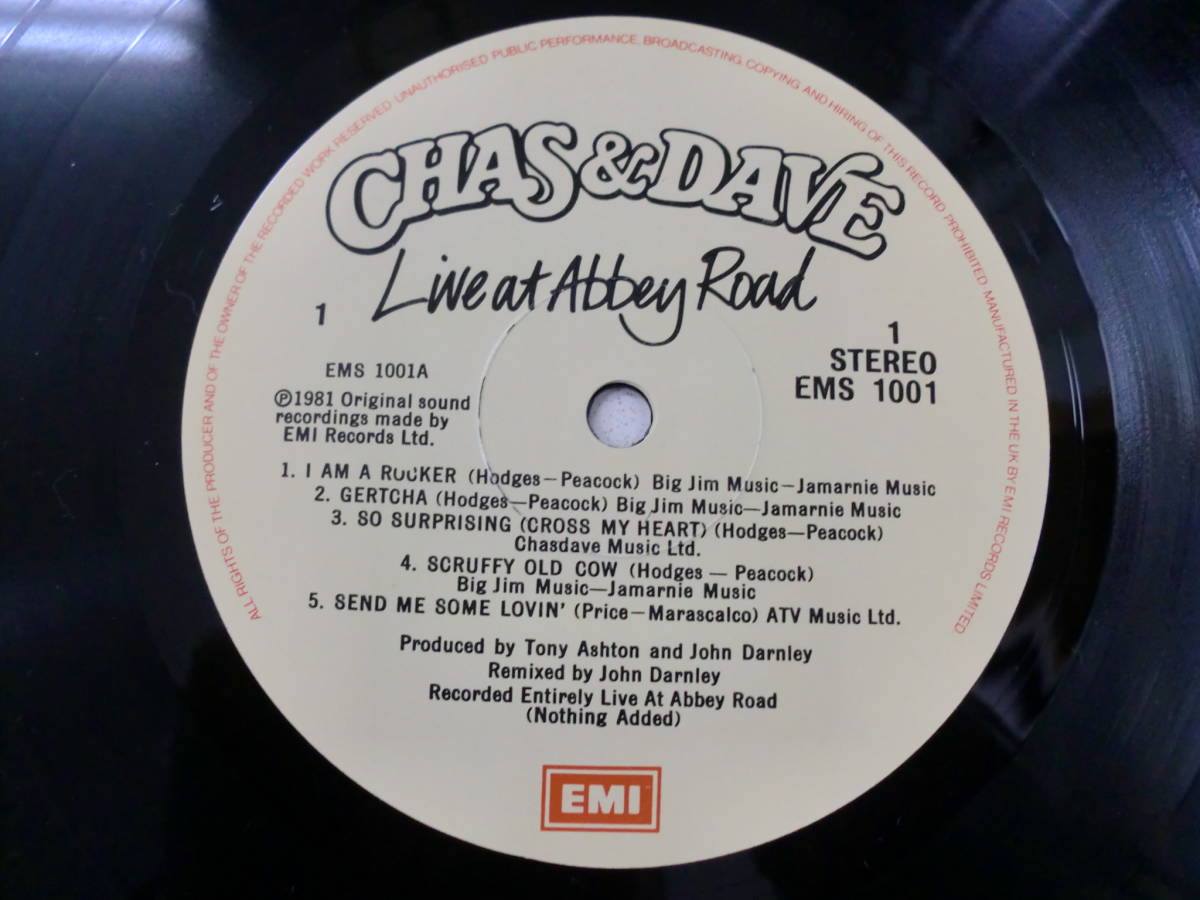 ALL RIGHTS OF THE PRODUCER AND OF THE OWNER OF THE RECORDED WORK RESERVED UNAUTHORISED PUBLIC PERFORMANCE, BROADCASTING, COPYING AND HIRING OF THIS RECORD PROHIBITED MANUFACTURED IN THE UK BY EMI RECORDS LIMITED
CHAS & DAVE
Live at Abbey Road
1
EMS 1001A
℗1981 Original sound
recordings made by
EMI Records Ltd.
1
STEREO
EMS 1001
1. I AM A ROCKER (Hodges—Peacock) Big Jim Music—Jamarnie Music
2. GERTCHA (Hodges—Peacock) Big Jim Music—Jamarnie Music
3. SO SURPRISING (CROSS MY HEART) (Hodges—Peacock)
Chasdave Music Ltd.
4. SCRUFFY OLD COW (Hodges — Peacock)
Big Jim Music—Jamarnie Music
5. SEND ME SOME LOVIN' (Price—Marascalco) ATV Music Ltd.
Produced by Tony Ashton and John Darnley
Remixed by John Darnley
Recorded Entirely Live At Abbey Road
(Nothing Added)
EMI